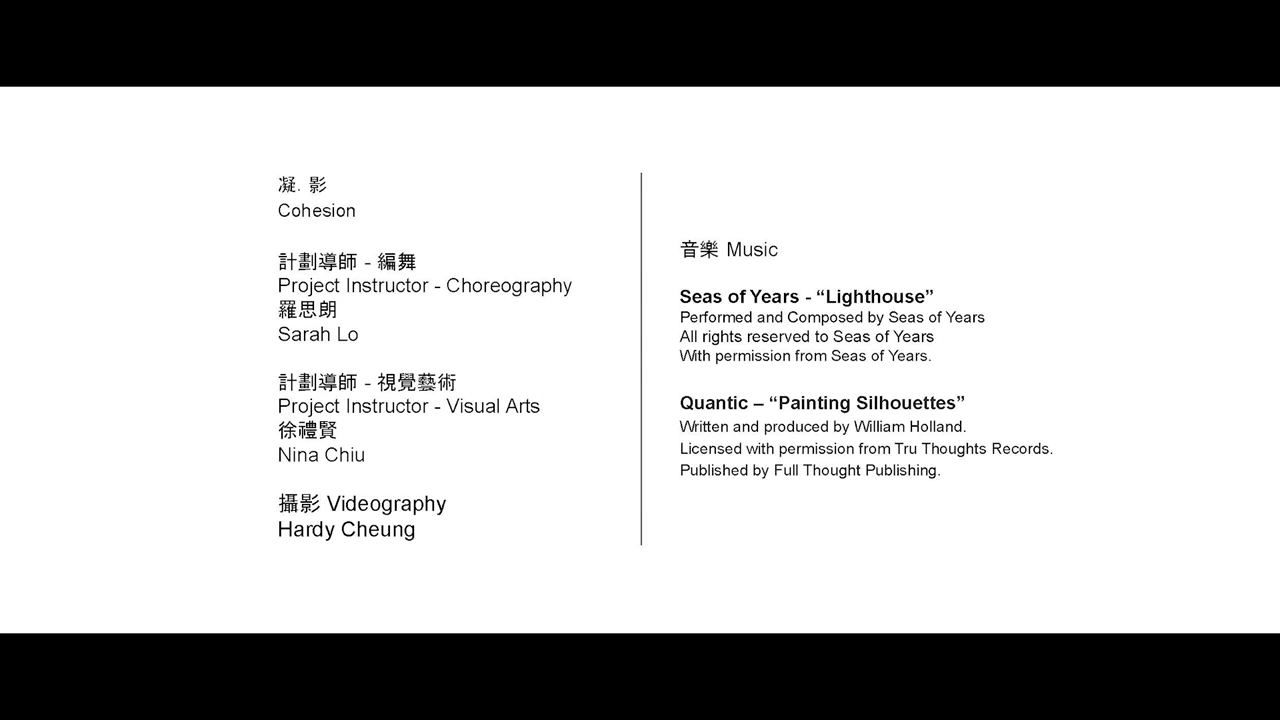 凝. 影
Cohesion
計劃導師 - 編舞
Project Instructor - Choreography
羅思朗
Sarah Lo
計劃導師 - 視覺藝術
Project Instructor - Visual Arts
徐禮賢
Nina Chiu
攝影 Videography
Hardy Cheung
音樂 Music
Seas of Years - “Lighthouse”
Performed and Composed by Seas of Years
All rights reserved to Seas of Years
With permission from Seas of Years.
Quantic – “Painting Silhouettes”
Written and produced by William Holland.
Licensed with permission from Tru Thoughts Records.
Published by Full Thought Publishing.